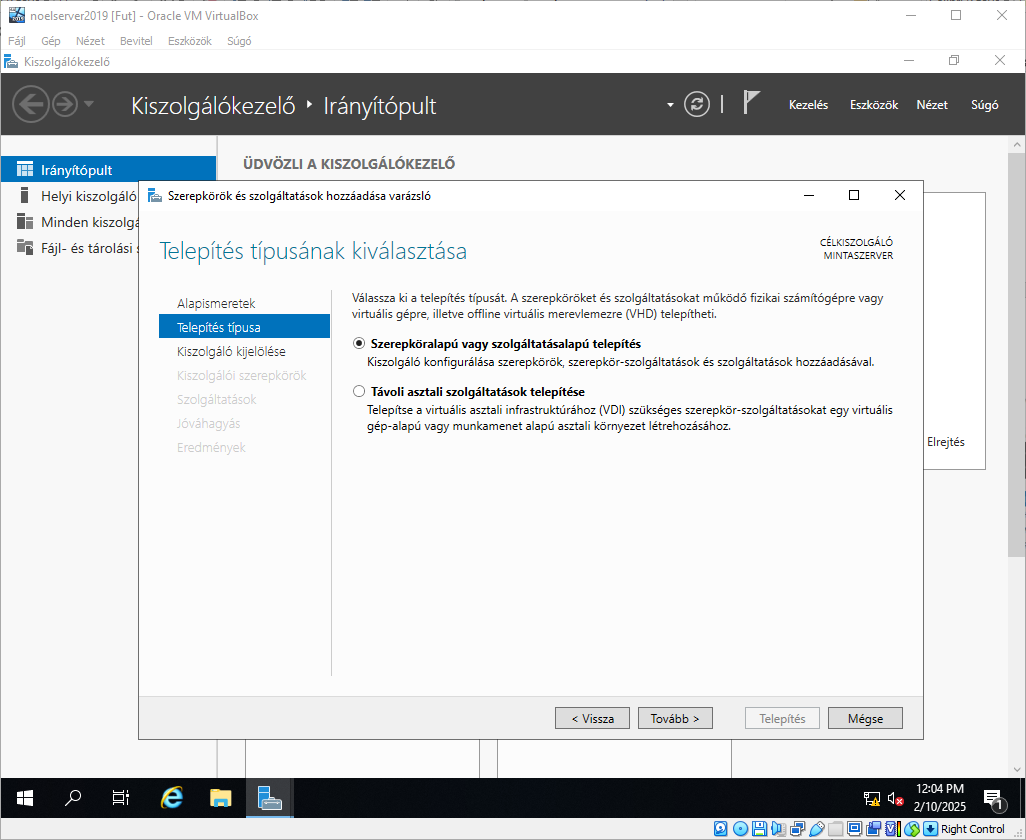 noelserver2019 [Fut] - Oracle VM VirtualBox
Fájl Gép Nézet Bevitel Eszközök Súgó
Kiszolgálókezelő
Kiszolgálókezelő ‣ Irányítópult
Kezelés Eszközök Nézet Súgó
Irányítópult
Helyi kiszolgáló
Minden kiszolgá
Fájl- és tárolási
ÜDVÖZLI A KISZOLGÁLÓKEZELŐ
Szerepkörök és szolgáltatások hozzáadása varázsló
Telepítés típusának kiválasztása
CÉLKISZOLGÁLÓ
MINTASZERVER
Alapismeretek
Telepítés típusa
Kiszolgáló kijelölése
Kiszolgálói szerepkörök
Szolgáltatások
Jóváhagyás
Eredmények
Válassza ki a telepítés típusát. A szerepköröket és szolgáltatásokat működő fizikai számítógépre vagy
virtuális gépre, illetve offline virtuális merevlemezre (VHD) telepítheti.
Szerepköralapú vagy szolgáltatásalapú telepítés
Kiszolgáló konfigurálása szerepkörök, szerepkör-szolgáltatások és szolgáltatások hozzáadásával.
Távoli asztali szolgáltatások telepítése
Telepítse a virtuális asztali infrastruktúrához (VDI) szükséges szerepkör-szolgáltatásokat egy virtuális
gép-alapú vagy munkamenet alapú asztali környezet létrehozásához.
Elrejtés
< Vissza Tovább > Telepítés Mégse
12:04 PM
2/10/2025
1
Right Control